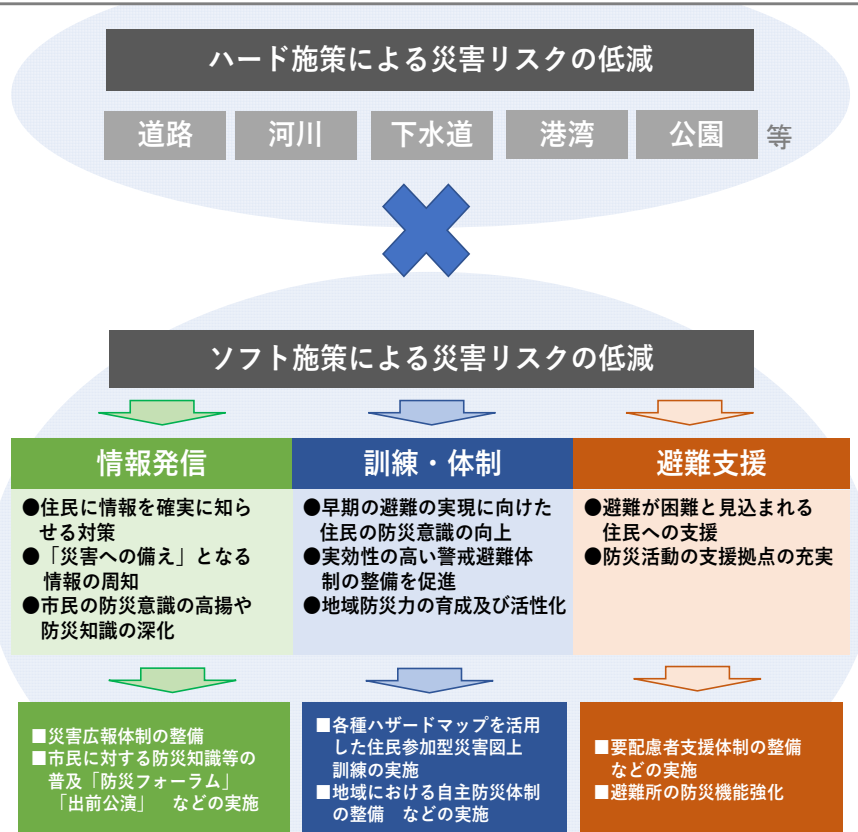 ハード施策による災害リスクの低減
道路
河川
下水道
港湾
公園
等
ソフト施策による災害リスクの低減
情報発信
●住民に情報を確実に知ら
せる対策
●「災害への備え」となる
情報の周知
●市民の防災意識の高揚や
防災知識の深化
訓練・体制
●早期の避難の実現に向けた
住民の防災意識の向上
●実効性の高い警戒避難体
制の整備を促進
●地域防災力の育成及び活性化
避難支援
●避難が困難と見込まれる
住民への支援
●防災活動の支援拠点の充実
■災害広報体制の整備
■市民に対する防災知識等の
普及「防災フォーラム」
「出前公演」 などの実施
■各種ハザードマップを活用
した住民参加型災害図上
訓練の実施
■地域における自主防災体制
の整備 などの実施
■要配慮者支援体制の整備
などの実施
■避難所の防災機能強化